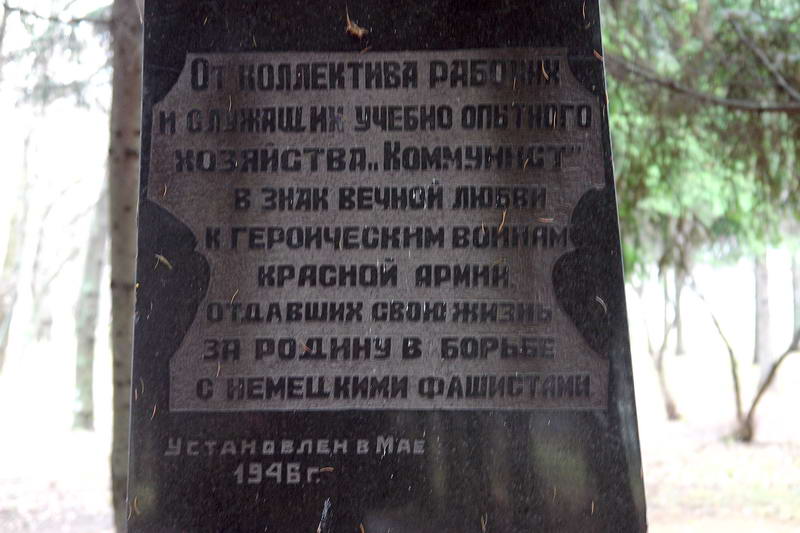 От коллектива рабочих
и служащих учебно опытного
хозяйства „Коммунист"
в знак вечной любви
к героическим воинам
Красной Армии,
отдавших свою жизнь
за Родину в борьбе
с немецкими фашистами
Установлен в Мае
1946 г.